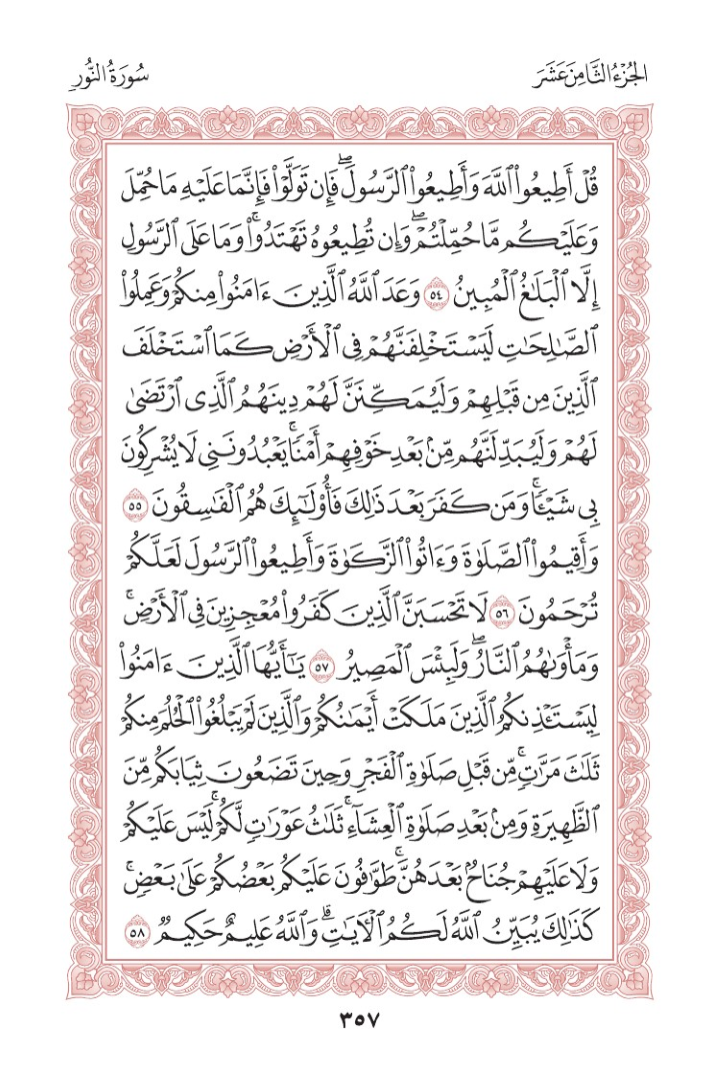 الجُزْءُ الثَّامِنَ عَشَرَ
سُورَةُ النُّورِ
قُلۡ أَطِيعُواْ ٱللَّهَ وَأَطِيعُواْ ٱلرَّسُولَۖ فَإِن تَوَلَّوۡاْ فَإِنَّمَا عَلَيۡهِ مَا حُمِّلَ
وَعَلَيۡكُم مَّا حُمِّلۡتُمۡۖ وَإِن تُطِيعُوهُ تَهۡتَدُواْۚ وَمَا عَلَى ٱلرَّسُولِ
إِلَّا ٱلۡبَلَٰغُ ٱلۡمُبِينُ ٥٤ وَعَدَ ٱللَّهُ ٱلَّذِينَ ءَامَنُواْ مِنكُمۡ وَعَمِلُواْ
ٱلصَّٰلِحَٰتِ لَيَسۡتَخۡلِفَنَّهُمۡ فِي ٱلۡأَرۡضِ كَمَا ٱسۡتَخۡلَفَ
ٱلَّذِينَ مِن قَبۡلِهِمۡ وَلَيُمَكِّنَنَّ لَهُمۡ دِينَهُمُ ٱلَّذِي ٱرۡتَضَىٰ
لَهُمۡ وَلَيُبَدِّلَنَّهُم مِّنۢ بَعۡدِ خَوۡفِهِمۡ أَمۡنٗاۚ يَعۡبُدُونَنِي لَا يُشۡرِكُونَ
بِي شَيۡـٔٗاۚ وَمَن كَفَرَ بَعۡدَ ذَٰلِكَ فَأُوْلَٰٓئِكَ هُمُ ٱلۡفَٰسِقُونَ ٥٥
وَأَقِيمُواْ ٱلصَّلَوٰةَ وَءَاتُواْ ٱلزَّكَوٰةَ وَأَطِيعُواْ ٱلرَّسُولَ لَعَلَّكُمۡ
تُرۡحَمُونَ ٥٦ لَا تَحۡسَبَنَّ ٱلَّذِينَ كَفَرُواْ مُعۡجِزِينَ فِي ٱلۡأَرۡضِۚ
وَمَأۡوَىٰهُمُ ٱلنَّارُۖ وَلَبِئۡسَ ٱلۡمَصِيرُ ٥٧ يَٰٓأَيُّهَا ٱلَّذِينَ ءَامَنُواْ
لِيَسۡتَـٔۡذِنكُمُ ٱلَّذِينَ مَلَكَتۡ أَيۡمَٰنُكُمۡ وَٱلَّذِينَ لَمۡ يَبۡلُغُواْ ٱلۡحُلُمَ مِنكُمۡ
ثَلَٰثَ مَرَّٰتٖۚ مِّن قَبۡلِ صَلَوٰةِ ٱلۡفَجۡرِ وَحِينَ تَضَعُونَ ثِيَابَكُم مِّنَ
ٱلظَّهِيرَةِ وَمِنۢ بَعۡدِ صَلَوٰةِ ٱلۡعِشَآءِۚ ثَلَٰثُ عَوۡرَٰتٖ لَّكُمۡۚ لَيۡسَ عَلَيۡكُمۡ
وَلَا عَلَيۡهِمۡ جُنَاحُۢ بَعۡدَهُنَّۚ طَوَّٰفُونَ عَلَيۡكُم بَعۡضُكُمۡ عَلَىٰ بَعۡضٖۚ
كَذَٰلِكَ يُبَيِّنُ ٱللَّهُ لَكُمُ ٱلۡأٓيَٰتِۗ وَٱللَّهُ عَلِيمٌ حَكِيمٞ ٥٨
٣٥٧